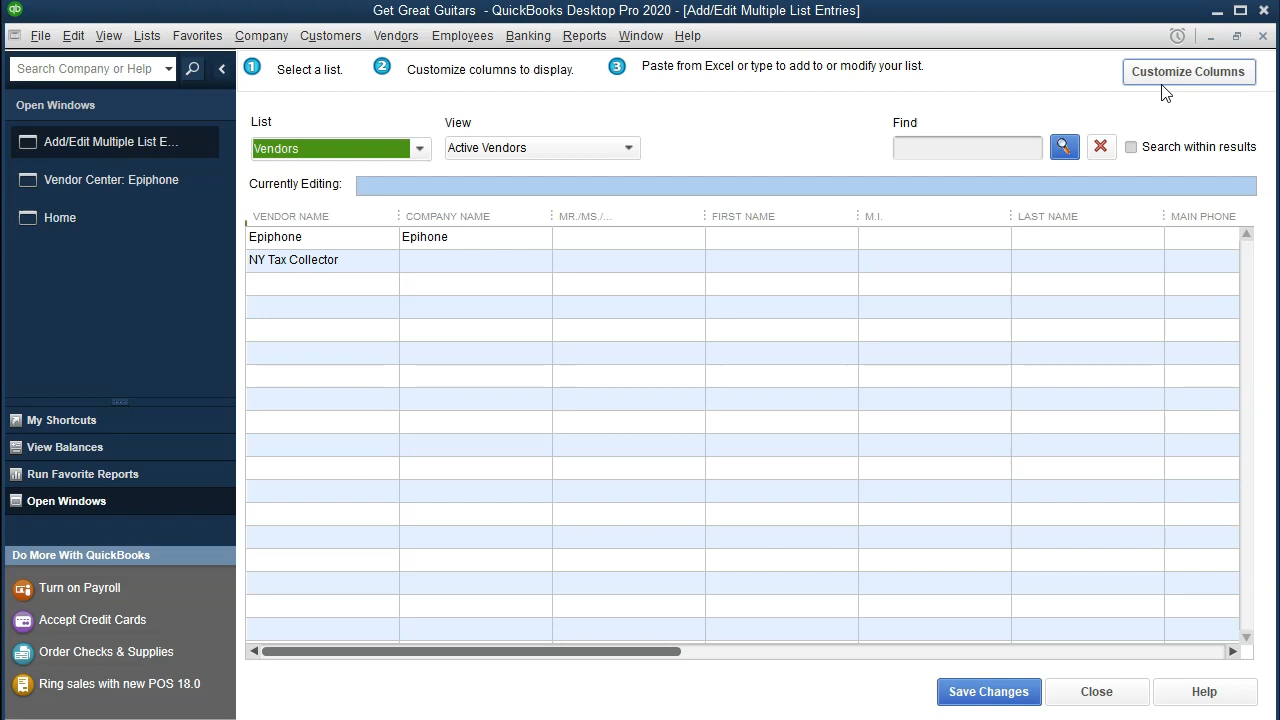 qb
Get Great Guitars - QuickBooks Desktop Pro 2020 - [Add/Edit Multiple List Entries]
File Edit View Lists Favorites Company Customers Vendors Employees Banking Reports Window Help
Search Company or Help
1 Select a list. 2 Customize columns to display. 3 Paste from Excel or type to add to or modify your list.
Customize Columns
Open Windows
Add/Edit Multiple List E...
Vendor Center: Epiphone
Home
List View Find
Vendors Active Vendors Search within results
Currently Editing:
VENDOR NAME COMPANY NAME MR./MS./... FIRST NAME M.I. LAST NAME MAIN PHONE
Epiphone Epihone
NY Tax Collector
My Shortcuts
View Balances
Run Favorite Reports
Open Windows
Do More With QuickBooks
Turn on Payroll
Accept Credit Cards
Order Checks & Supplies
Ring sales with new POS 18.0
Save Changes Close Help